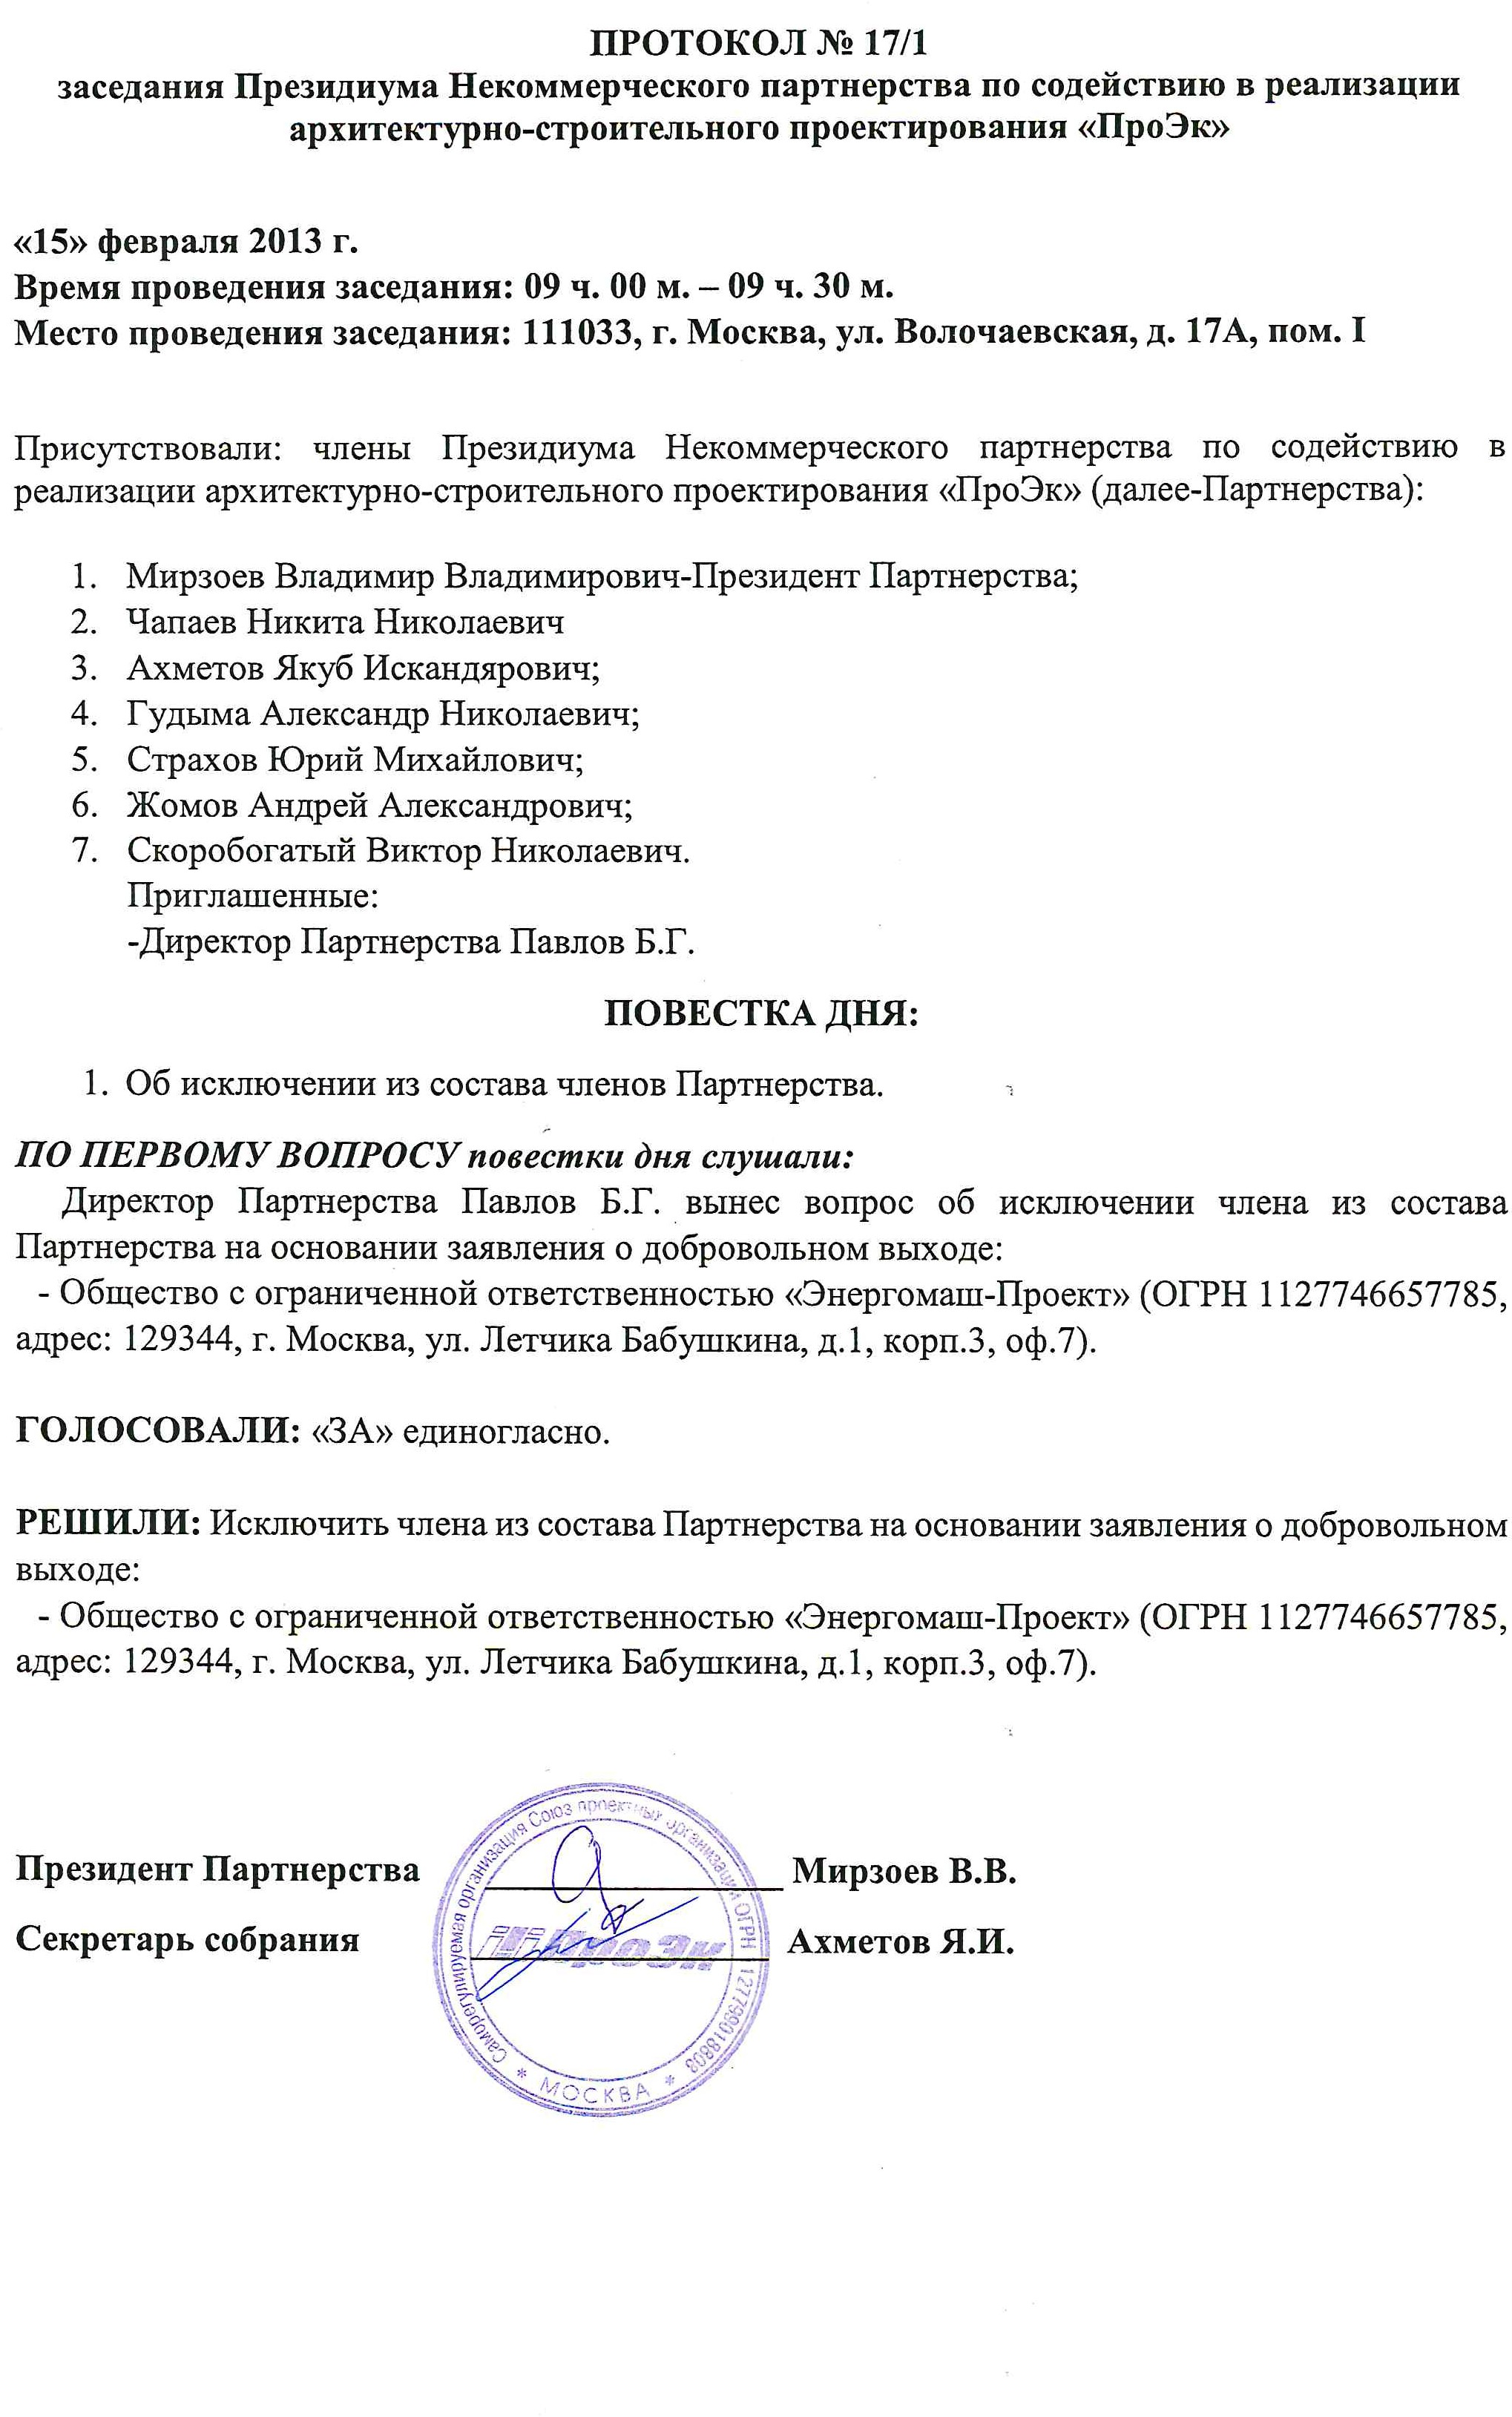 ПРОТОКОЛ № 17/1
заседания Президиума Некоммерческого партнерства по содействию в реализации
архитектурно-строительного проектирования «ПроЭк»
«15» февраля 2013 г.
Время проведения заседания: 09 ч. 00 м. – 09 ч. 30 м.
Место проведения заседания: 111033, г. Москва, ул. Волочаевская, д. 17А, пом. I
Присутствовали: члены Президиума Некоммерческого партнерства по содействию в
реализации архитектурно-строительного проектирования «ПроЭк» (далее-Партнерства):
1. Мирзоев Владимир Владимирович-Президент Партнерства;
2. Чапаев Никита Николаевич
3. Ахметов Якуб Искандярович;
4. Гудыма Александр Николаевич;
5. Страхов Юрий Михайлович;
6. Жомов Андрей Александрович;
7. Скоробогатый Виктор Николаевич.
Приглашенные:
-Директор Партнерства Павлов Б.Г.
ПОВЕСТКА ДНЯ:
1. Об исключении из состава членов Партнерства.
ПО ПЕРВОМУ ВОПРОСУ повестки дня слушали:
Директор Партнерства Павлов Б.Г. вынес вопрос об исключении члена из состава
Партнерства на основании заявления о добровольном выходе:
- Общество с ограниченной ответственностью «Энергомаш-Проект» (ОГРН 1127746657785,
адрес: 129344, г. Москва, ул. Летчика Бабушкина, д.1, корп.3, оф.7).
ГОЛОСОВАЛИ: «ЗА» единогласно.
РЕШИЛИ: Исключить члена из состава Партнерства на основании заявления о добровольном
выходе:
- Общество с ограниченной ответственностью «Энергомаш-Проект» (ОГРН 1127746657785,
адрес: 129344, г. Москва, ул. Летчика Бабушкина, д.1, корп.3, оф.7).
Президент Партнерства Мирзоев В.В.
Секретарь собрания Ахметов Я.И.
Саморегулируемая организация Союз проектных организаций ОГРН
ПроЭк
* МОСКВА *